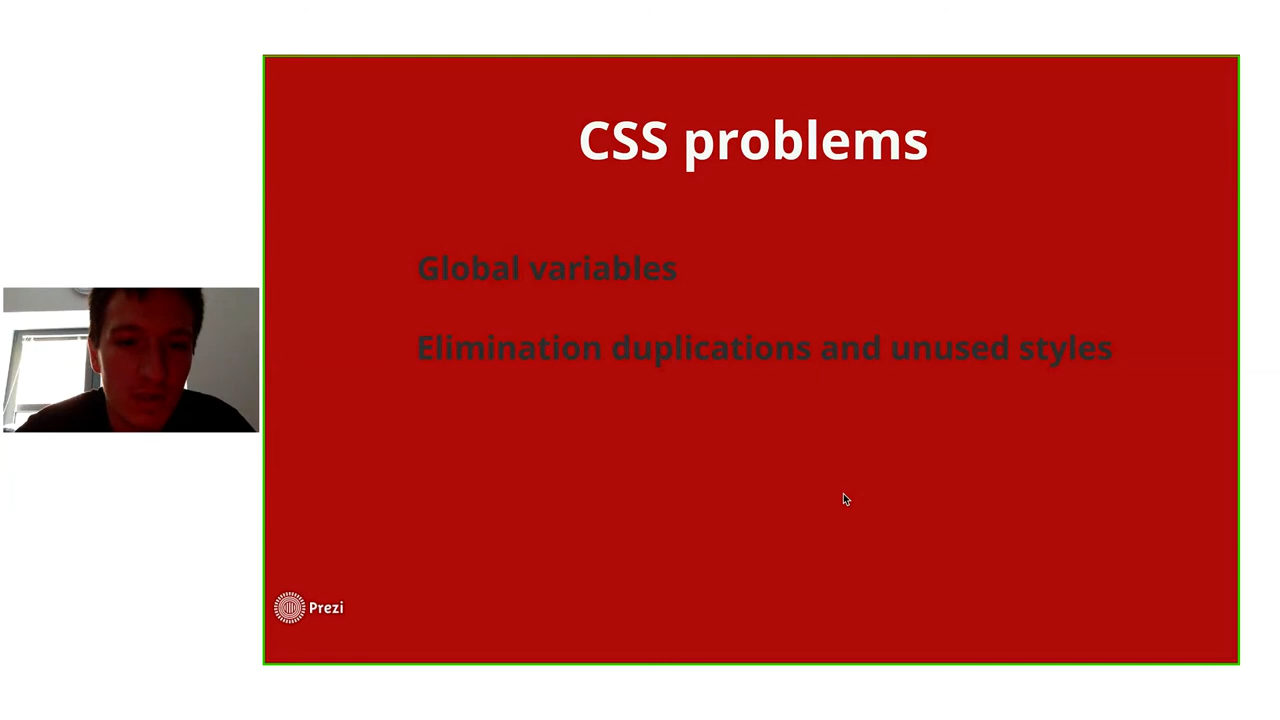 CSS problems
Global variables
Elimination duplications and unused styles
Prezi